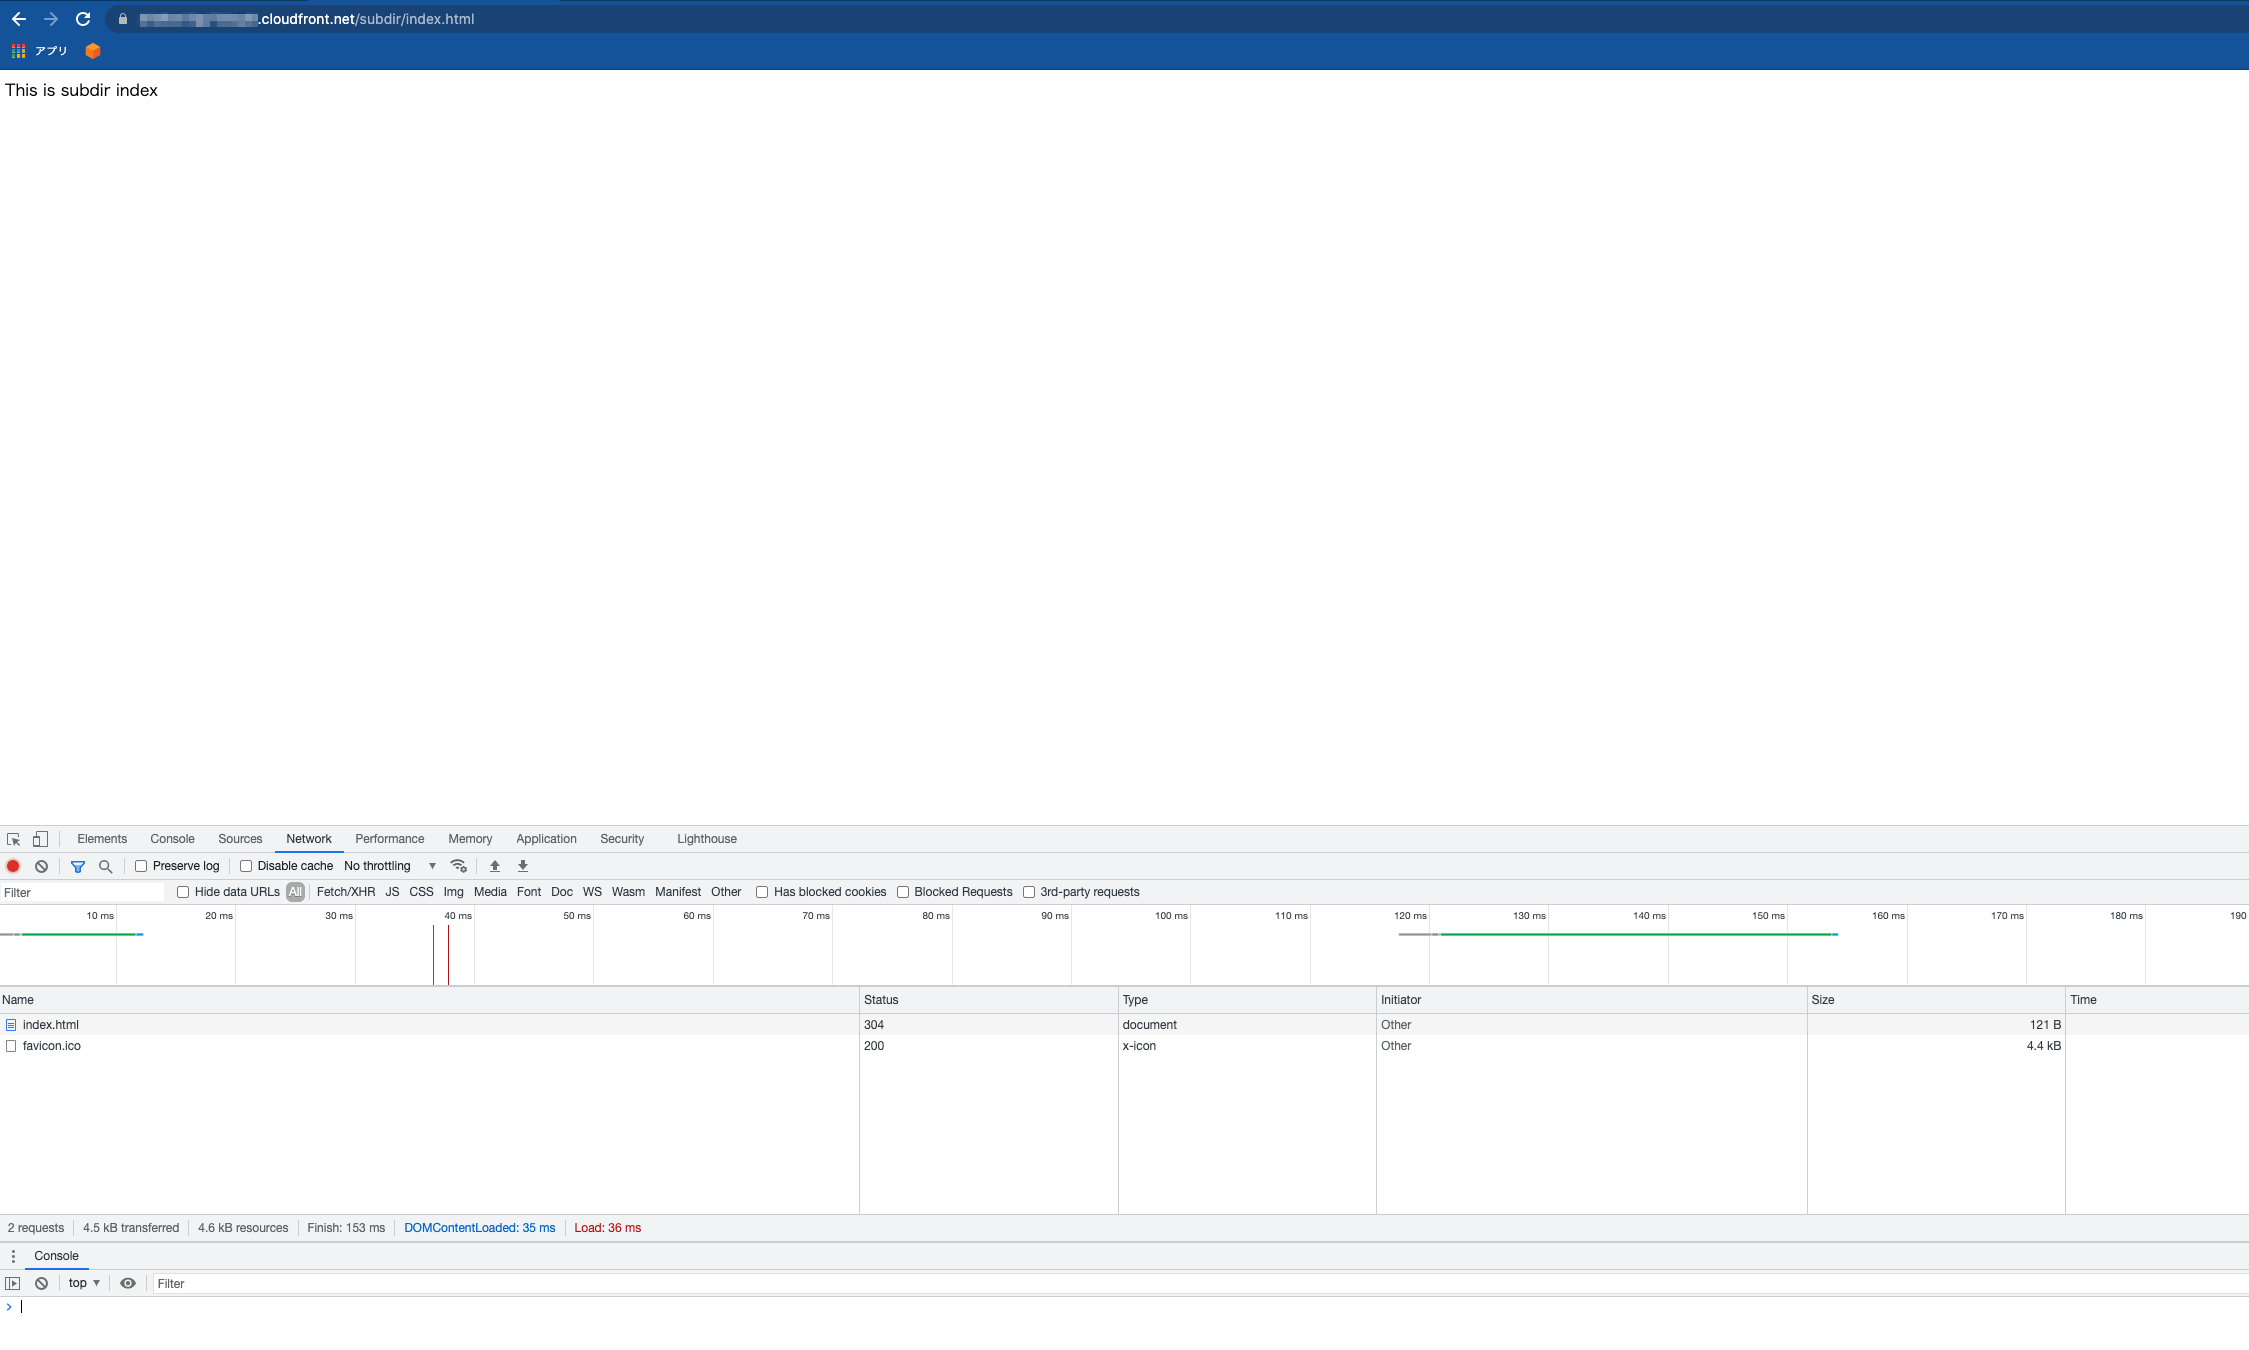 .cloudfront.net/subdir/index.html
アプリ
This is subdir index
Elements Console Sources Network Performance Memory Application Security Lighthouse
Preserve log Disable cache No throttling
Filter Hide data URLs All Fetch/XHR JS CSS Img Media Font Doc WS Wasm Manifest Other Has blocked cookies Blocked Requests 3rd-party requests
10 ms 20 ms 30 ms 40 ms 50 ms 60 ms 70 ms 80 ms 90 ms 100 ms 110 ms 120 ms 130 ms 140 ms 150 ms 160 ms 170 ms 180 ms 190
Name Status Type Initiator Size Time
index.html 304 document Other 121 B
favicon.ico 200 x-icon Other 4.4 kB
2 requests 4.5 kB transferred 4.6 kB resources Finish: 153 ms DOMContentLoaded: 35 ms Load: 36 ms
Console
top Filter